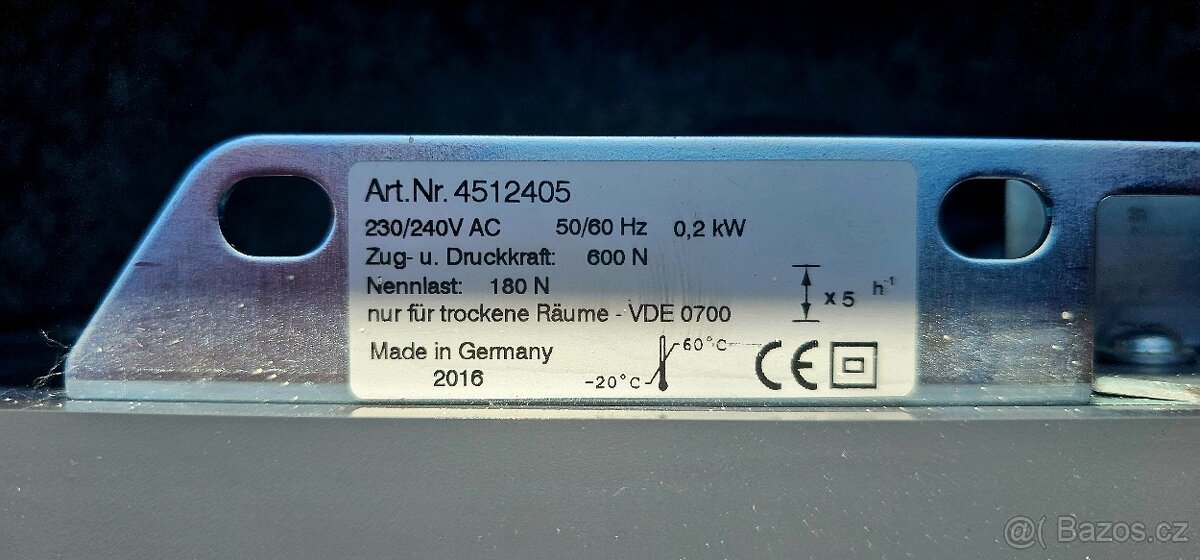 Art.Nr. 4512405
230/240V AC 50/60 Hz 0,2 kW
Zug- u. Druckkraft: 600 N
Nennlast: 180 N
x 5 h⁻¹
nur für trockene Räume - VDE 0700
Made in Germany
2016
-20°C
60°C
CE
@( Bazos.cz